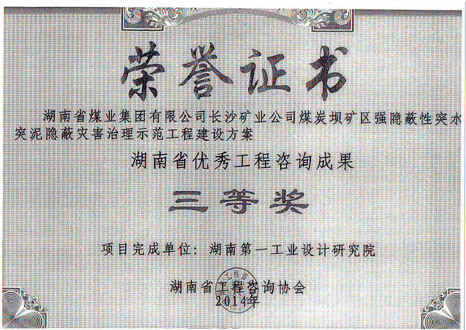 荣誉证书
湖南省煤业集团有限公司长沙矿业公司煤炭坝矿区强隐蔽性突水
突泥隐蔽灾害治理示范工程建设方案
湖南省优秀工程咨询成果
三等奖
项目完成单位：湖南第一工业设计研究院
湖南省工程咨询协会
2014年